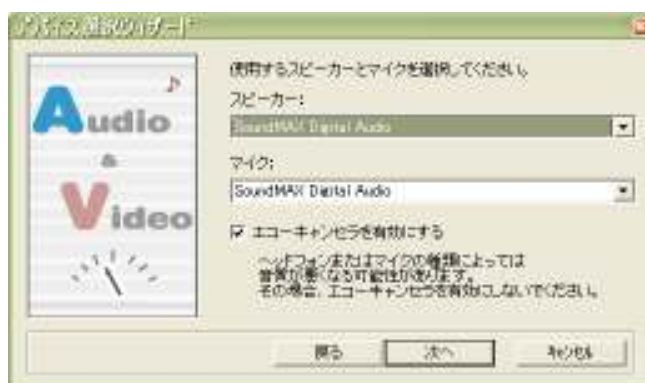 デバイス選択ウィザード
Audio
&
Video
使用するスピーカーとマイクを選択してください。
スピーカー:
SoundMAX Digital Audio
マイク:
SoundMAX Digital Audio
エコーキャンセラを有効にする
ヘッドフォンまたはマイクの種類によっては
音質が悪くなる可能性があります。
その場合、エコーキャンセラを有効にしないでください。
戻る
次へ
キャンセル